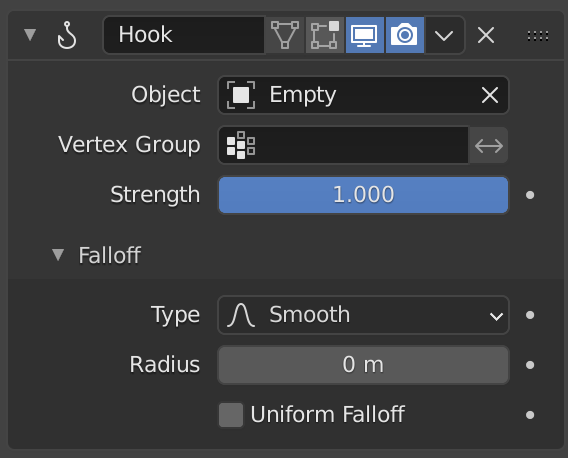 Hook
Object Empty
Vertex Group
Strength 1.000
Falloff
Type Smooth
Radius 0 m
Uniform Falloff